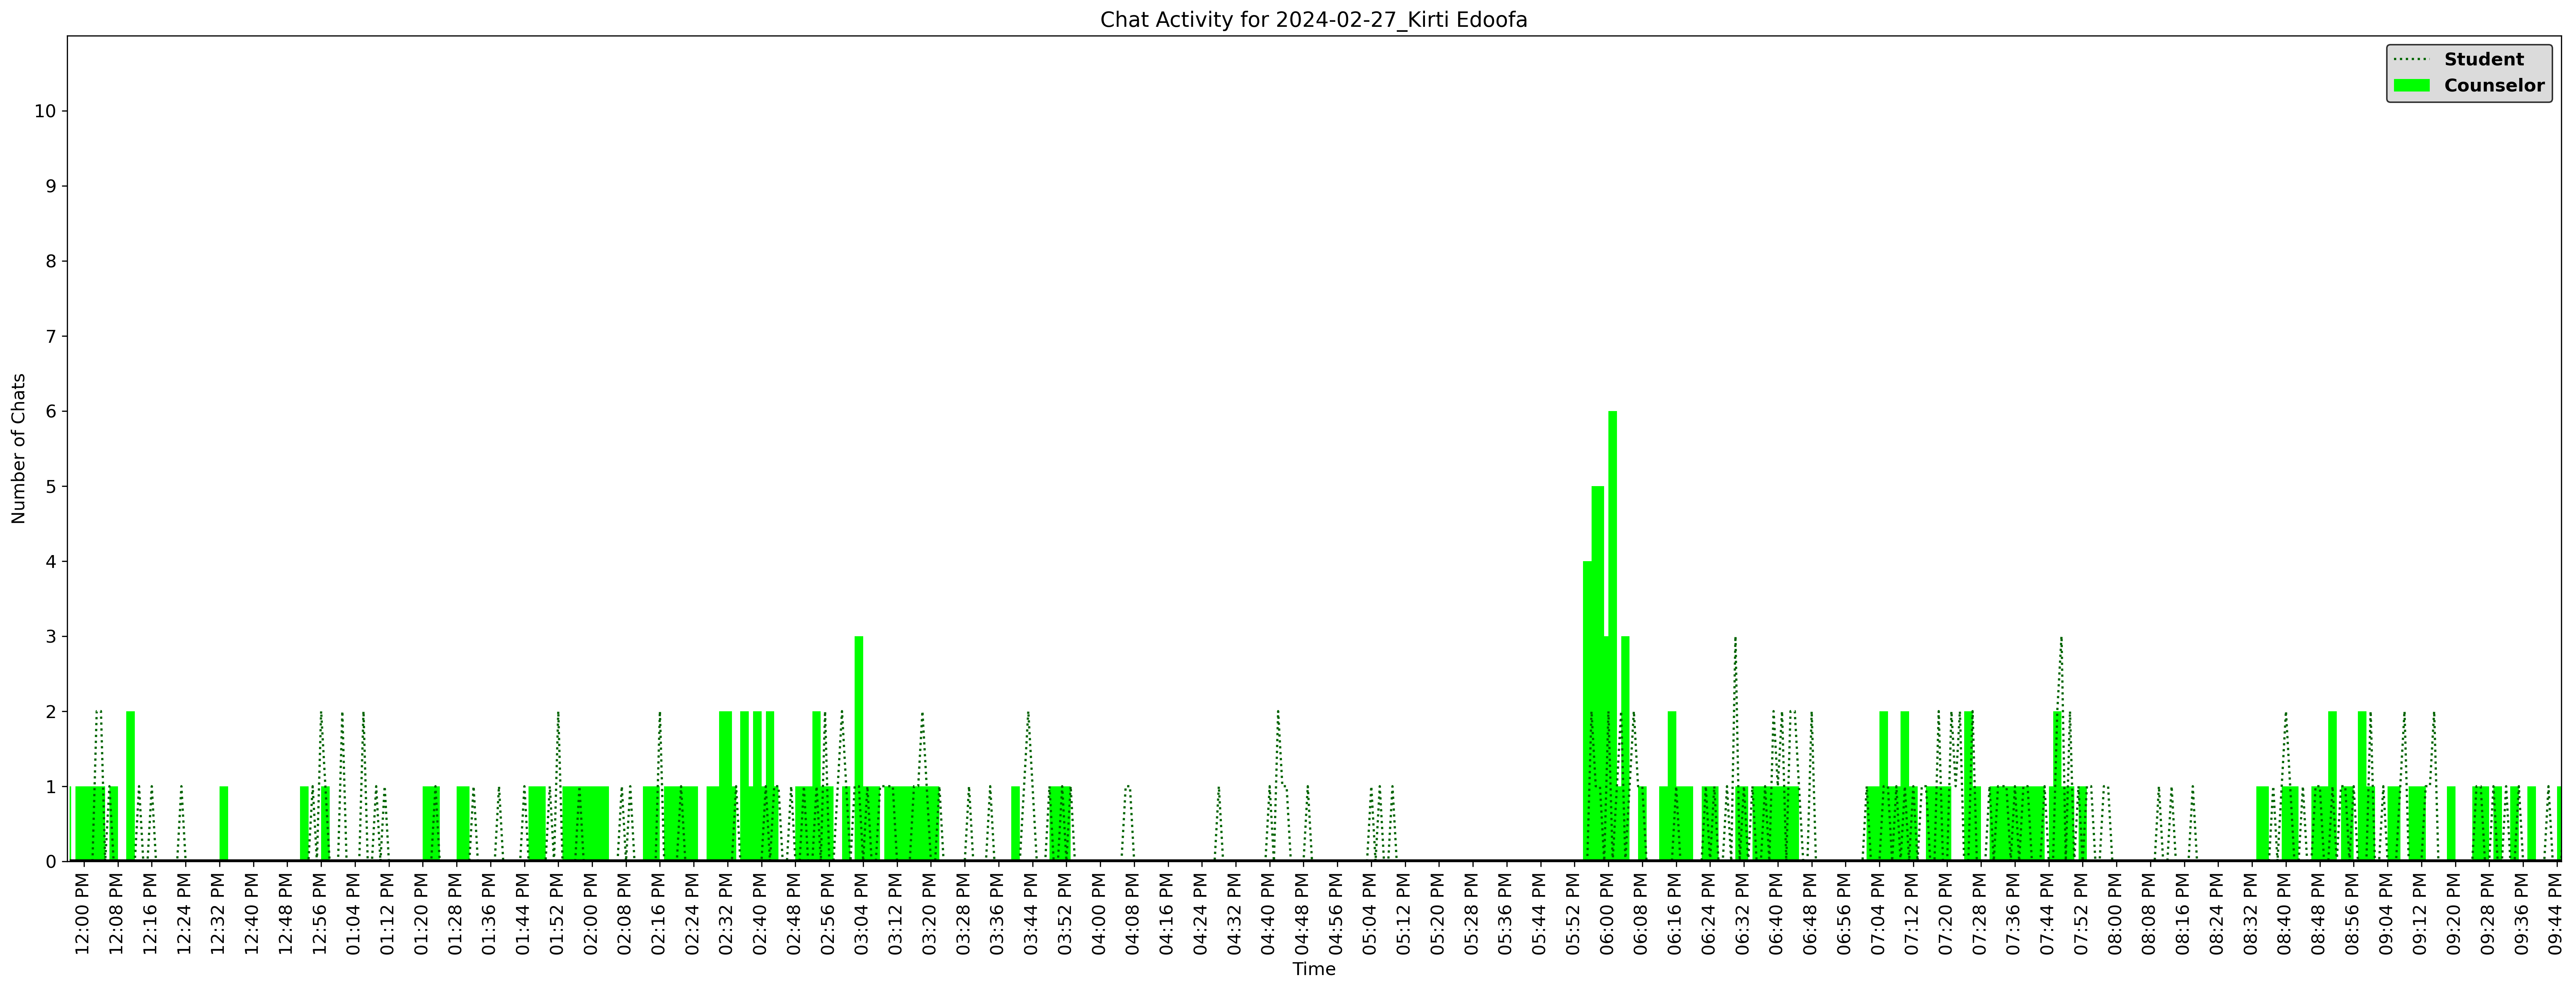 Chat Activity for 2024-02-27_Kirti Edoofa
Student
Counselor
Number of Chats
10
9
8
7
6
5
4
3
2
1
0
12:00 PM
12:08 PM
12:16 PM
12:24 PM
12:32 PM
12:40 PM
12:48 PM
12:56 PM
01:04 PM
01:12 PM
01:20 PM
01:28 PM
01:36 PM
01:44 PM
01:52 PM
02:00 PM
02:08 PM
02:16 PM
02:24 PM
02:32 PM
02:40 PM
02:48 PM
02:56 PM
03:04 PM
03:12 PM
03:20 PM
03:28 PM
03:36 PM
03:44 PM
03:52 PM
04:00 PM
04:08 PM
04:16 PM
04:24 PM
04:32 PM
04:40 PM
04:48 PM
04:56 PM
05:04 PM
05:12 PM
05:20 PM
05:28 PM
05:36 PM
05:44 PM
05:52 PM
06:00 PM
06:08 PM
06:16 PM
06:24 PM
06:32 PM
06:40 PM
06:48 PM
06:56 PM
07:04 PM
07:12 PM
07:20 PM
07:28 PM
07:36 PM
07:44 PM
07:52 PM
08:00 PM
08:08 PM
08:16 PM
08:24 PM
08:32 PM
08:40 PM
08:48 PM
08:56 PM
09:04 PM
09:12 PM
09:20 PM
09:28 PM
09:36 PM
09:44 PM
Time